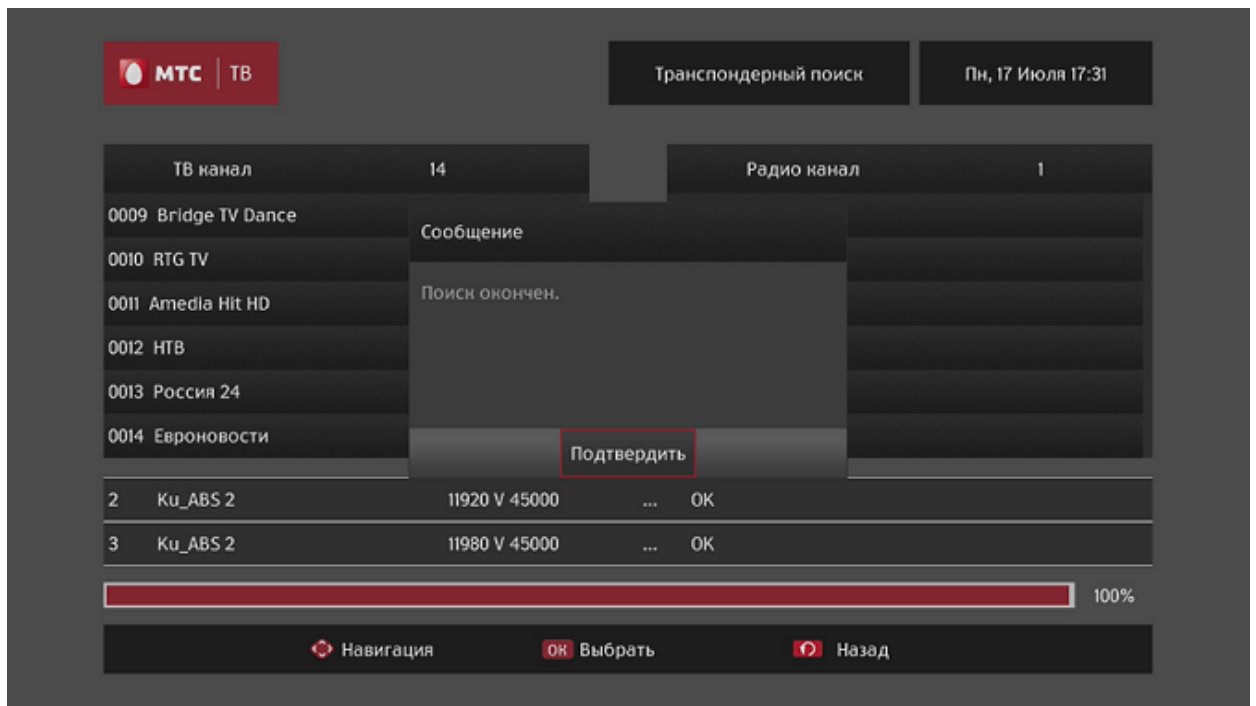 МТС ТВ
Транспондерный поиск
Пн, 17 Июля 17:31
ТВ канал 14
Радио канал 1
0009 Bridge TV Dance
Сообщение
0010 RTG TV
Поиск окончен.
0011 Amedia Hit HD
0012 НТВ
0013 Россия 24
0014 Евроновости
Подтвердить
2 Ku_ABS 2 11920 V 45000 ... OK
3 Ku_ABS 2 11980 V 45000 ... OK
100%
Навигация
ОК Выбрать
Назад